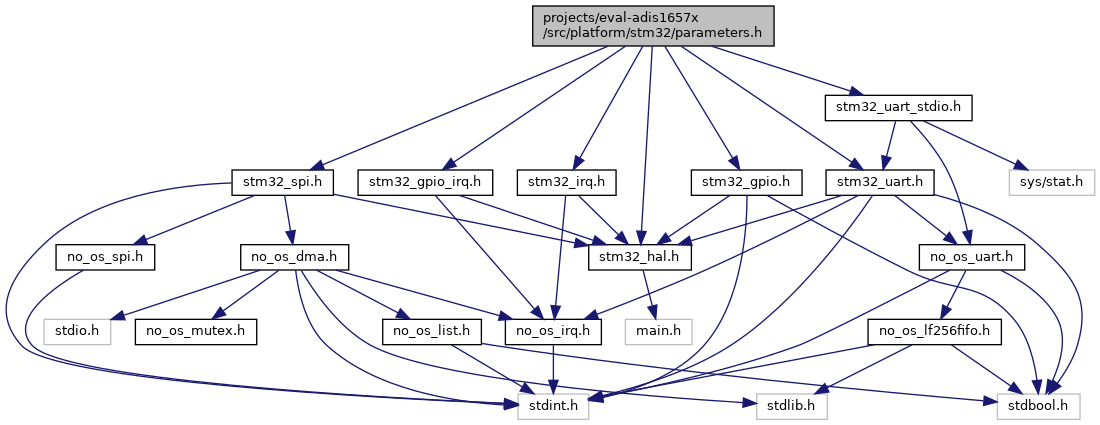 projects/eval-adis1657x
/src/platform/stm32/parameters.h
stm32_uart_stdio.h
stm32_spi.h
stm32_gpio_irq.h
stm32_irq.h
stm32_gpio.h
stm32_uart.h
sys/stat.h
no_os_spi.h
no_os_dma.h
stm32_hal.h
no_os_uart.h
stdio.h
no_os_mutex.h
no_os_list.h
no_os_irq.h
main.h
no_os_lf256fifo.h
stdint.h
stdlib.h
stdbool.h